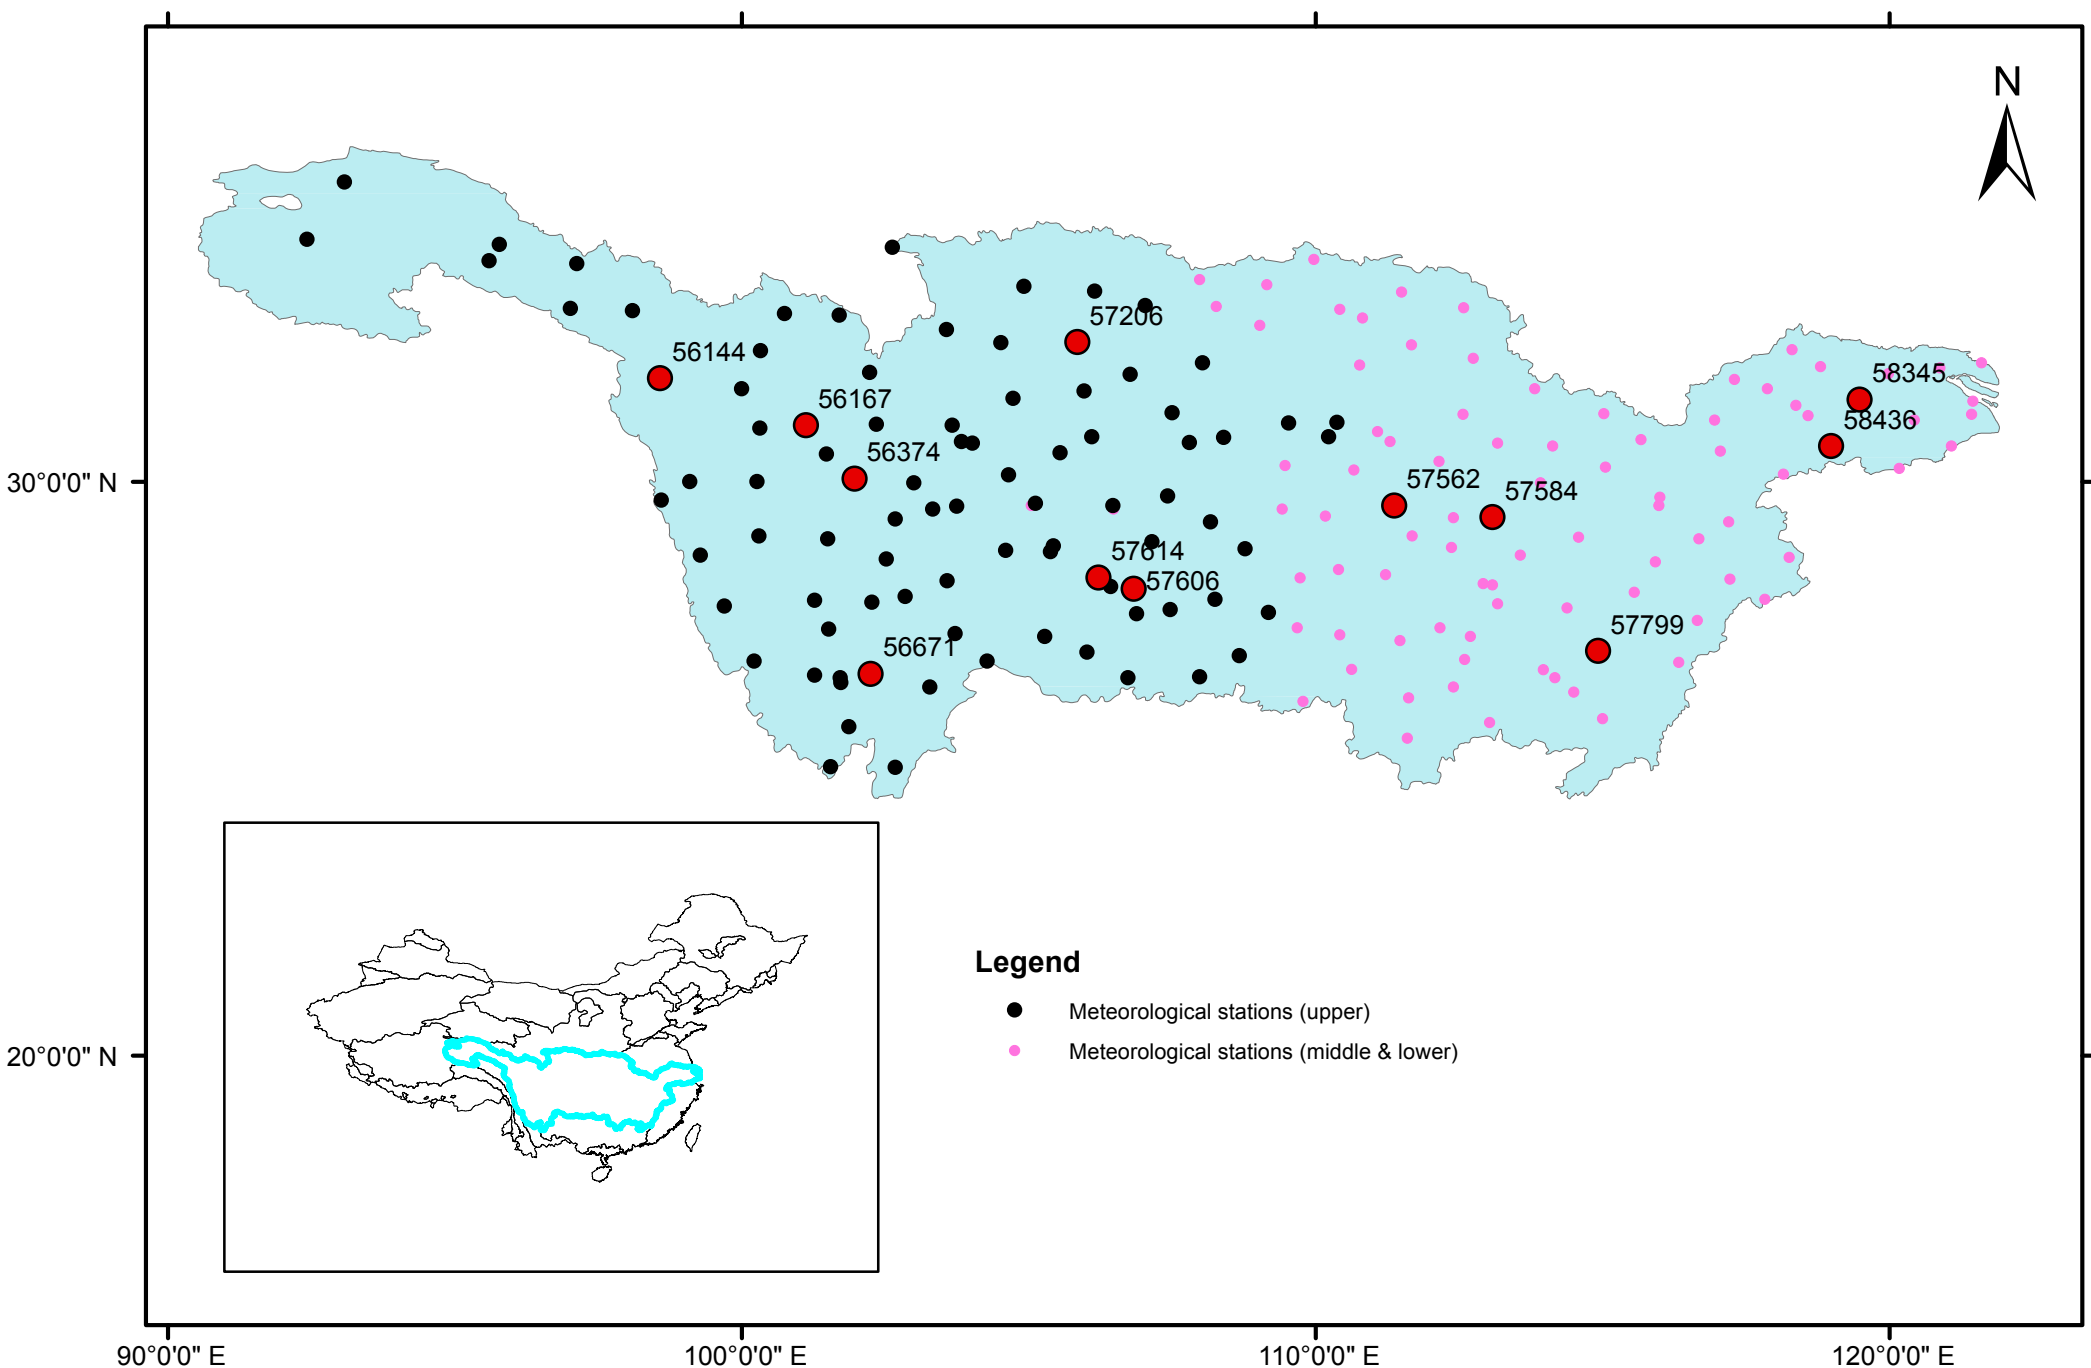 N
57206
56144
58345
56167
58436
56374
57562
57584
30°0'0" N
57614
57606
57799
56671
Legend
Meteorological stations (upper)
Meteorological stations (middle & lower)
20°0'0" N
90°0'0" E
100°0'0" E
110°0'0" E
120°0'0" E